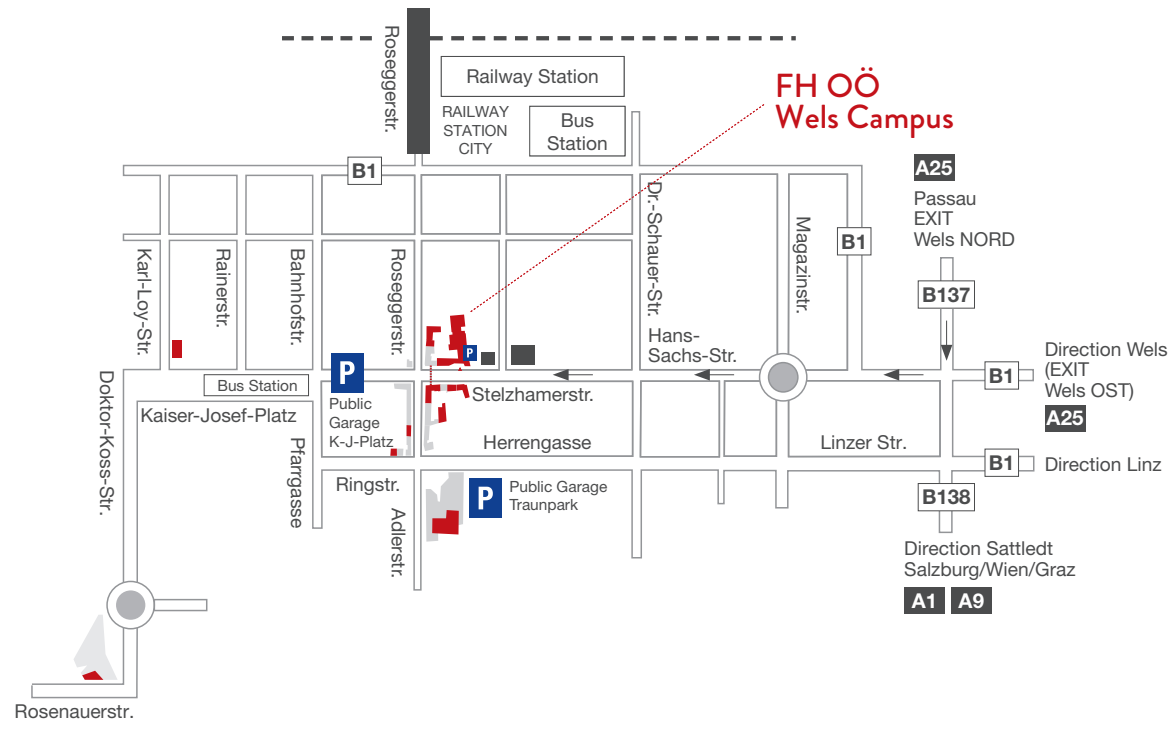 Roseggerstr.
Railway Station
RAILWAY
STATION
CITY
Bus
Station
FH OÖ
Wels Campus
B1
A25
Passau
EXIT
Wels NORD
B1
B137
Karl-Loy-Str.
Rainerstr.
Bahnhofstr.
Roseggerstr.
Dr.-Schauer-Str.
Magazinstr.
Hans-
Sachs-Str.
P
P
Public
Garage
K-J-Platz
Bus Station
Stelzhamerstr.
B1
Direction Wels
(EXIT
Wels OST)
A25
Doktor-Koss-Str.
Kaiser-Josef-Platz
Pfarrgasse
Herrengasse
Linzer Str.
B1
Direction Linz
Ringstr.
Adlerstr.
P
Public Garage
Traunpark
B138
Direction Sattledt
Salzburg/Wien/Graz
A1
A9
Rosenauerstr.